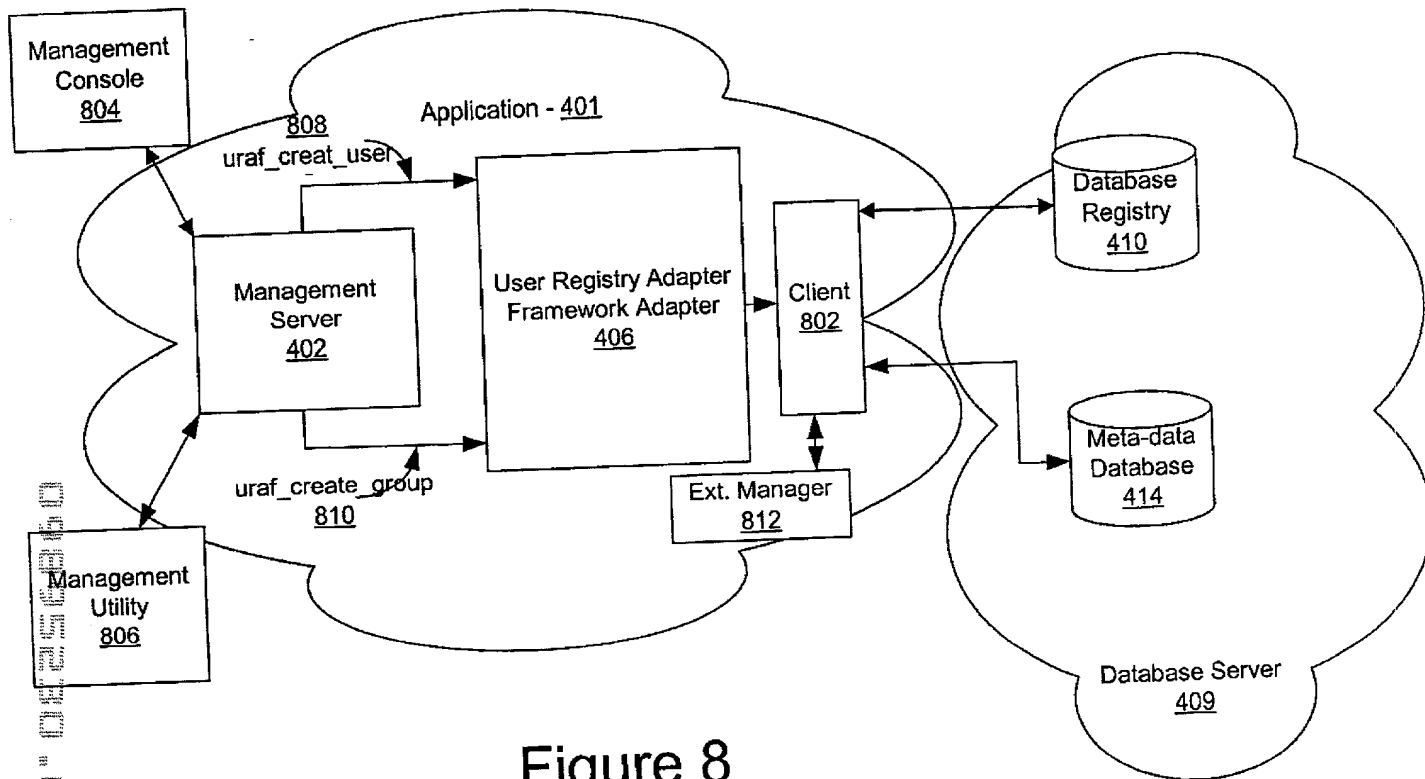 Management
Console
804
Application - 401
808
uraf_creat_user
Management
Server
402
User Registry Adapter
Framework Adapter
406
Client
802
Database
Registry
410
Meta-data
Database
414
uraf_create_group
810
Ext. Manager
812
Management
Utility
806
Database Server
409
Figure 8